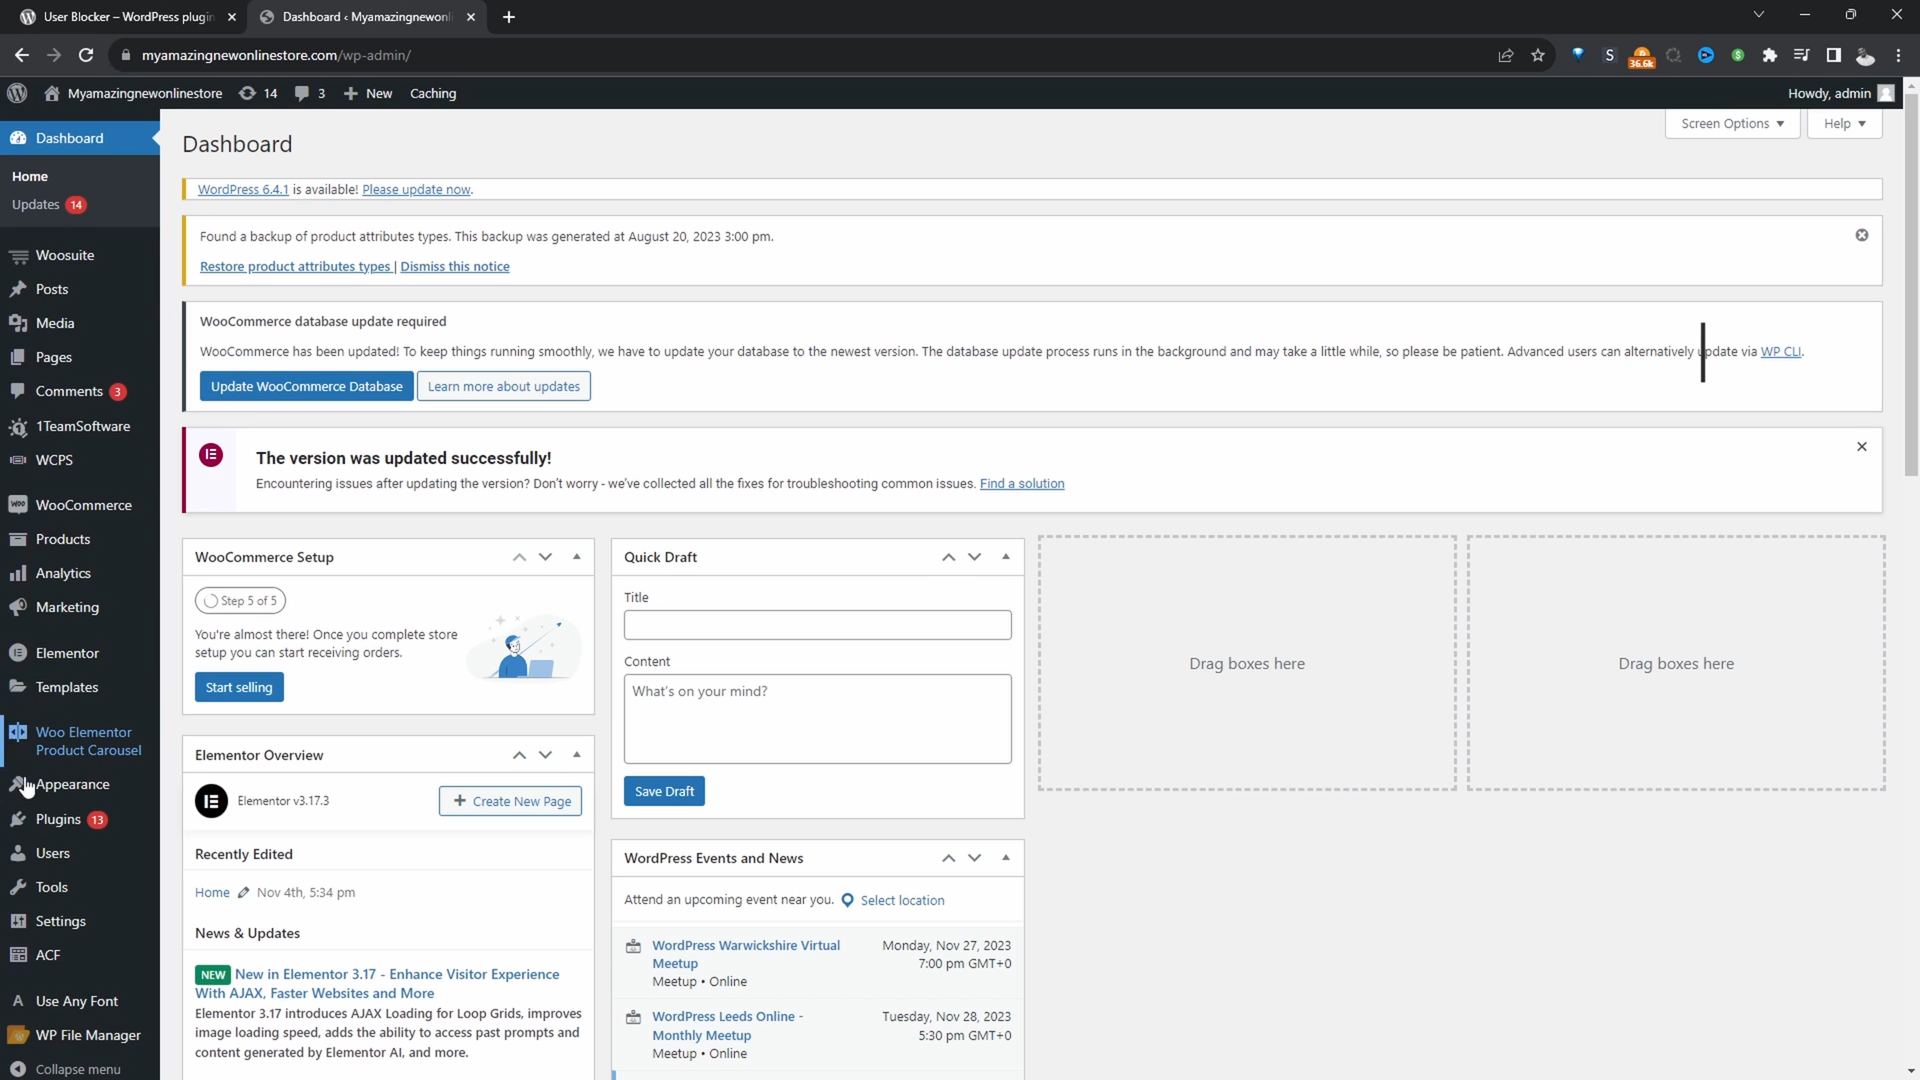 User Blocker – WordPress plugin
Dashboard ‹ Myamazingnewonli
myamazingnewonlinestore.com/wp-admin/
S
36.6k
Myamazingnewonlinestore
14
3
New
Caching
Howdy, admin
Dashboard
Home
Updates 14
Woosuite
Posts
Media
Pages
Comments 3
1TeamSoftware
WCPS
WooCommerce
Products
Analytics
Marketing
Elementor
Templates
Woo Elementor
Product Carousel
Appearance
Plugins 13
Users
Tools
Settings
ACF
Use Any Font
WP File Manager
Collapse menu
Dashboard
Screen Options
Help
WordPress 6.4.1 is available! Please update now.
Found a backup of product attributes types. This backup was generated at August 20, 2023 3:00 pm.
Restore product attributes types | Dismiss this notice
WooCommerce database update required
WooCommerce has been updated! To keep things running smoothly, we have to update your database to the newest version. The database update process runs in the background and may take a little while, so please be patient. Advanced users can alternatively update via WP CLI.
Update WooCommerce Database
Learn more about updates
The version was updated successfully!
Encountering issues after updating the version? Don't worry - we've collected all the fixes for troubleshooting common issues. Find a solution
WooCommerce Setup
Step 5 of 5
You're almost there! Once you complete store
setup you can start receiving orders.
Start selling
Elementor Overview
Elementor v3.17.3
+ Create New Page
Recently Edited
Home Nov 4th, 5:34 pm
News & Updates
NEW New in Elementor 3.17 - Enhance Visitor Experience
With AJAX, Faster Websites and More
Elementor 3.17 introduces AJAX Loading for Loop Grids, improves
image loading speed, adds the ability to access past prompts and
content generated by Elementor AI, and more.
Quick Draft
Title
Content
What's on your mind?
Save Draft
WordPress Events and News
Attend an upcoming event near you. Select location
WordPress Warwickshire Virtual
Meetup
Meetup • Online
Monday, Nov 27, 2023
7:00 pm GMT+0
WordPress Leeds Online -
Monthly Meetup
Meetup • Online
Tuesday, Nov 28, 2023
5:30 pm GMT+0
Drag boxes here
Drag boxes here